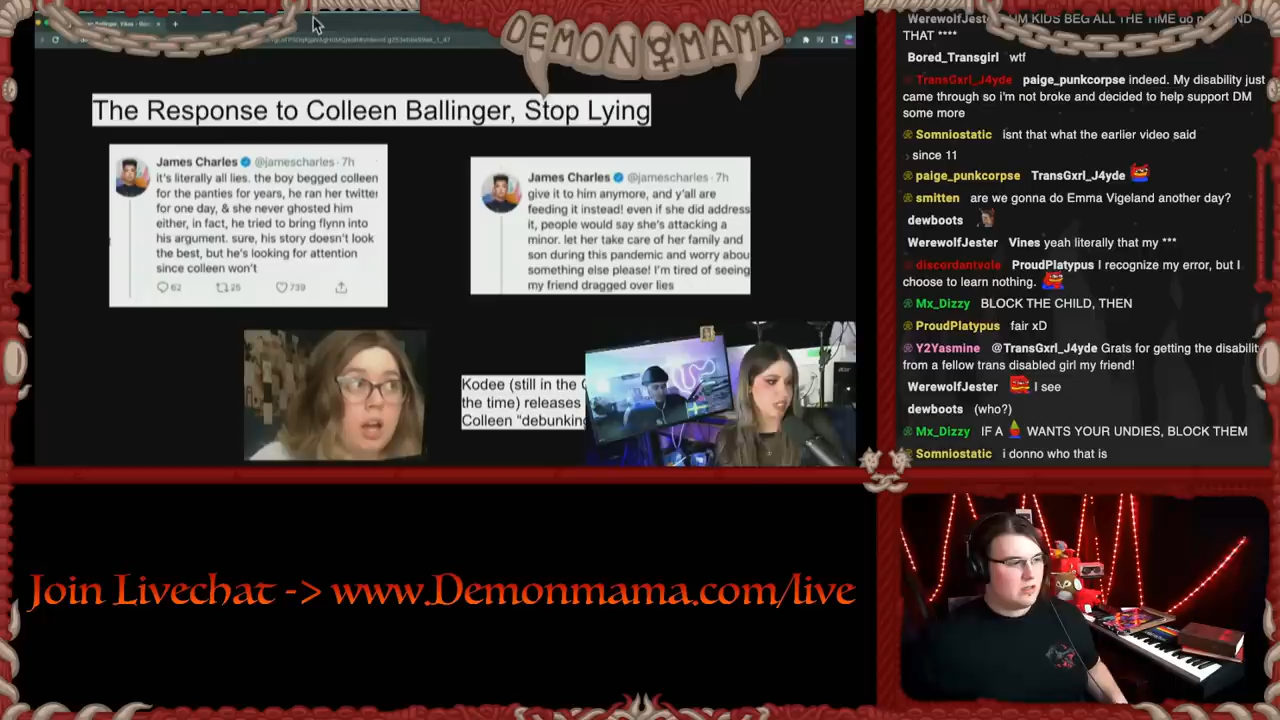 DEMON MAMA
The Response to Colleen Ballinger, Stop Lying
James Charles @jamescharles · 7h
it's literally all lies. the boy begged colleen
for the panties for years, he ran her twitter
for one day, & she never ghosted him
either, in fact, he tried to bring flynn into
his argument. sure, his story doesn't look
the best, but he's looking for attention
since colleen won't
62 25 739
James Charles @jamescharles · 7h
give it to him anymore, and y'all are
feeding it instead! even if she did address
it, people would say she's attacking a
minor. let her take care of her family and
son during this pandemic and worry abou
something else please! I'm tired of seeing
my friend dragged over lies
Kodee (still in the
the time) releases
Colleen "debunkin
Join Livechat -> www.Demonmama.com/live
WerewolfJest KIDS BEG ALL THE TIME do
THAT ****
Bored_Transgirl wtf
TransGxrl_J4yde paige_punkcorpse indeed. My disability just
came through so i'm not broke and decided to help support DM
some more
Somniostatic isnt that what the earlier video said
since 11
paige_punkcorpse TransGxrl_J4yde
smitten are we gonna do Emma Vigeland another day?
dewboots
WerewolfJester Vines yeah literally that my ***
discordantvole ProudPlatypus I recognize my error, but I
choose to learn nothing.
Mx_Dizzy BLOCK THE CHILD, THEN
ProudPlatypus fair xD
Y2Yasmine @TransGxrl_J4yde Grats for getting the disabilit
from a fellow trans disabled girl my friend!
WerewolfJester I see
dewboots (who?)
Mx_Dizzy IF A WANTS YOUR UNDIES, BLOCK THEM
Somniostatic i donno who that is